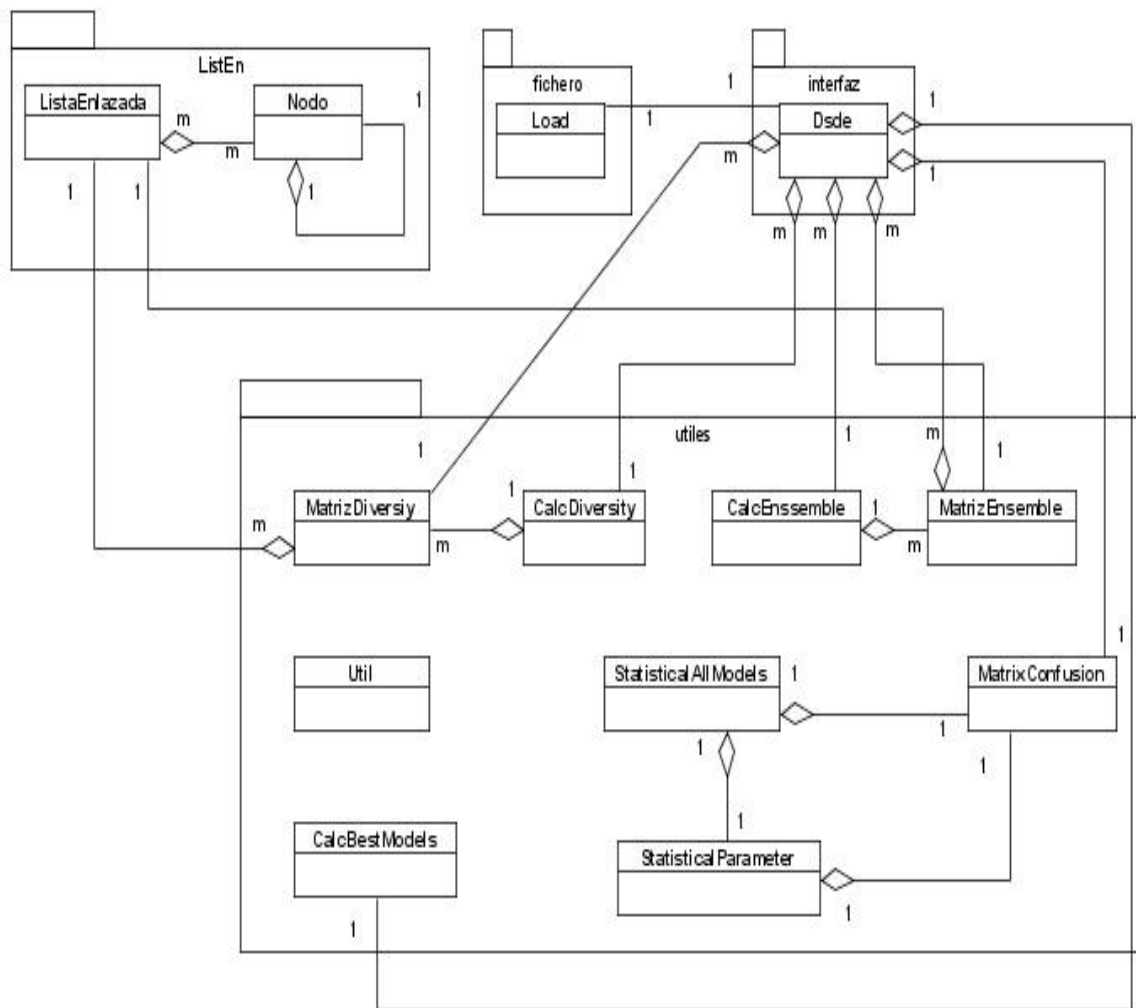 ListEn
ListaEnlazada
Nodo
1
m
m
1
1
1
fichero
Load
1
1
interfaz
Dsde
1
1
m
m
m
m
utiles
1
1
1
m
1
MatrizDiversiy
m
m
1
CalcDiversity
CalcEnssemble
1
m
MatrizEnsemble
Util
StatisticalAllModels
1
1
MatrixConfusion
1
1
1
1
StatisticalParameter
1
CalcBestModels
1